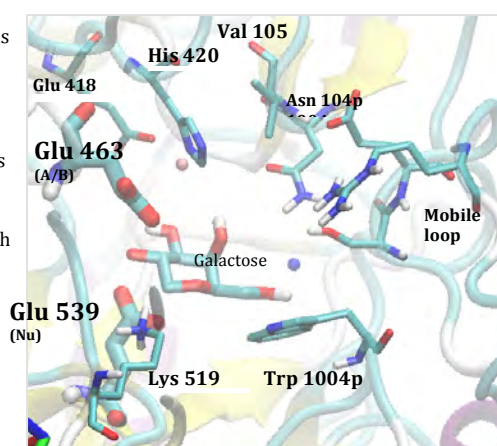 s
Val 105
His 420
Glu 418
Asn 104p
Glu 463
(A/B)
s
Mobile
loop
h
Galactose
Glu 539
(Nu)
Lys 519
Trp 1004p